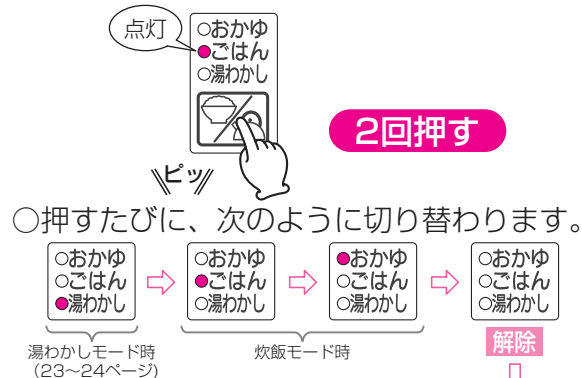 点灯
○おかゆ
●ごはん
○湯わかし
2回押す
ピッ
○押すたびに、次のように切り替わります。
○おかゆ
○ごはん
●湯わかし
○おかゆ
●ごはん
○湯わかし
●おかゆ
○ごはん
○湯わかし
○おかゆ
○ごはん
○湯わかし
湯わかしモード時
（23～24ページ）
炊飯モード時
解除